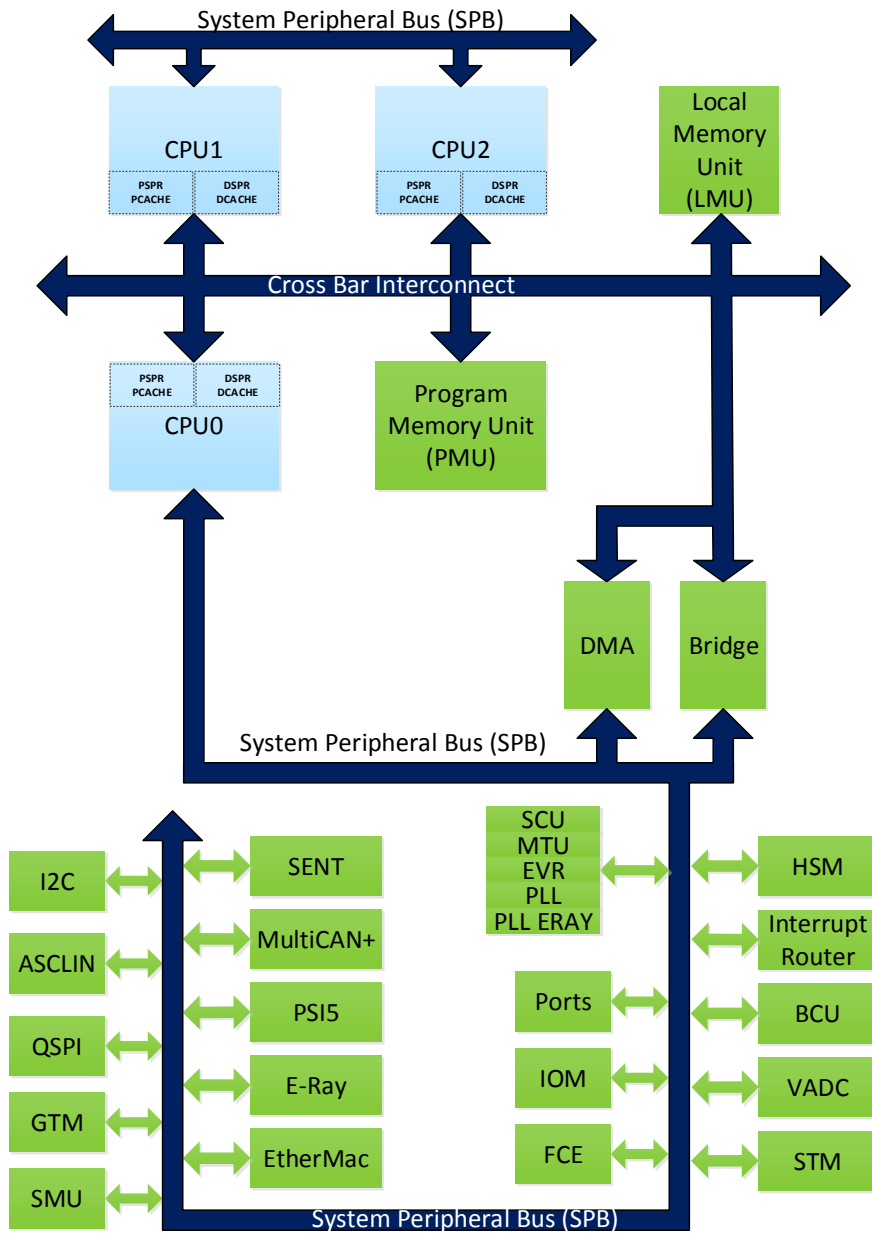 System Peripheral Bus (SPB)
CPU1
PSPR
PCACHE
DSPR
DCACHE
CPU2
PSPR
PCACHE
DSPR
DCACHE
Local
Memory
Unit
(LMU)
Cross Bar Interconnect
PSPR
PCACHE
DSPR
DCACHE
CPU0
Program
Memory Unit
(PMU)
DMA
Bridge
System Peripheral Bus (SPB)
I2C
ASCLIN
QSPI
GTM
SMU
SENT
MultiCAN+
PSI5
E-Ray
EtherMac
SCU
MTU
EVR
PLL
PLL ERAY
Ports
IOM
FCE
HSM
Interrupt
Router
BCU
VADC
STM
System Peripheral Bus (SPB)